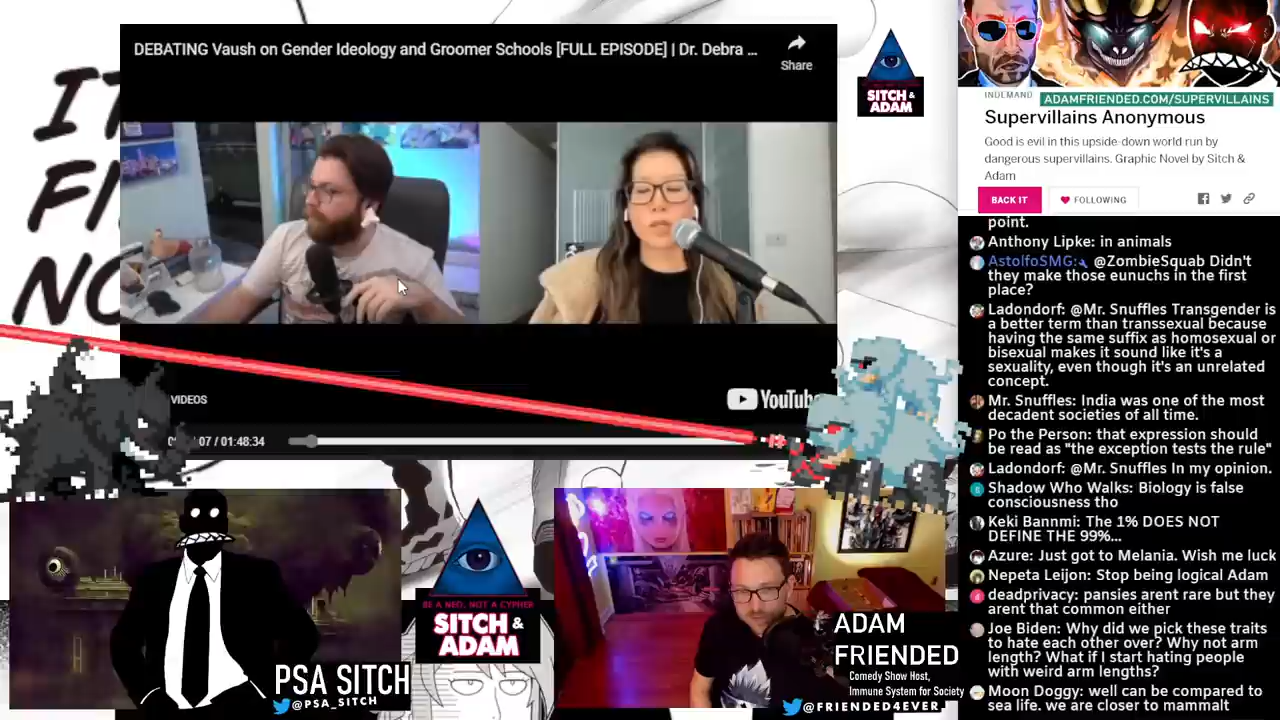 DEBATING Vaush on Gender Ideology and Groomer Schools [FULL EPISODE] | Dr. Debra ...
Share
VIDEOS
07 / 01:48:34
YouTube
SITCH &
ADAM
INDEMAND
ADAMFRIENDED.COM/SUPERVILLAINS
Supervillains Anonymous
Good is evil in this upside-down world run by
dangerous supervillains. Graphic Novel by Sitch &
Adam
BACK IT
FOLLOWING
point.
Anthony Lipke: in animals
AstolfoSMG: @ZombieSquab Didn't
they make those eunuchs in the first
place?
Ladondorf: @Mr. Snuffles Transgender is
a better term than transsexual because
having the same suffix as homosexual or
bisexual makes it sound like it's a
sexuality, even though it's an unrelated
concept.
Mr. Snuffles: India was one of the most
decadent societies of all time.
Po the Person: that expression should
be read as "the exception tests the rule"
Ladondorf: @Mr. Snuffles In my opinion.
Shadow Who Walks: Biology is false
consciousness tho
Keki Bannmi: The 1% DOES NOT
DEFINE THE 99%...
Azure: Just got to Melania. Wish me luck
Nepeta Leijon: Stop being logical Adam
deadprivacy: pansies arent rare but they
arent that common either
Joe Biden: Why did we pick these traits
to hate each other over? Why not arm
length? What if I start hating people
with weird arm lengths?
Moon Doggy: well can be compared to
sea life. we are closer to mammalt
PSA SITCH
@PSA_SITCH
BE A NEO, NOT A CYPHER
SITCH &
ADAM
ADAM
FRIENDED
Comedy Show Host,
Immune System for Society
@FRIENDED4EVER